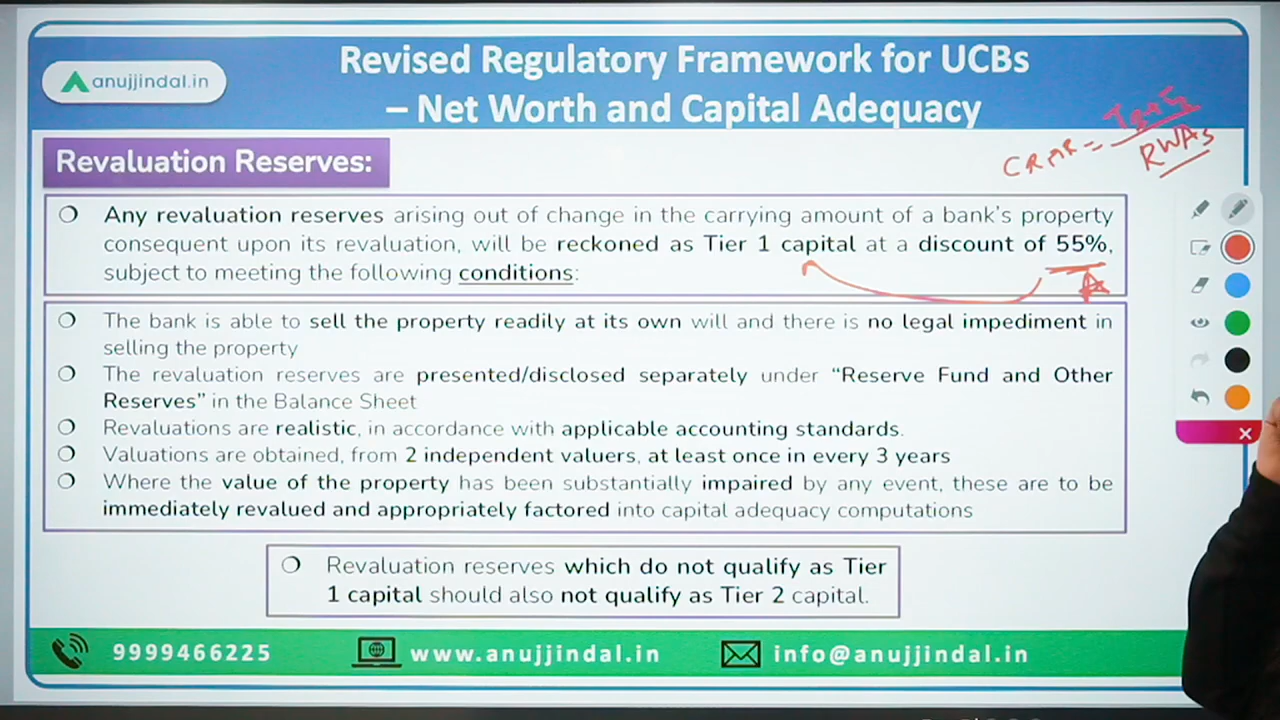 Revised Regulatory Framework for UCBs
– Net Worth and Capital Adequacy
anujjindal.in
CRAR =
RWAs
Revaluation Reserves:
Any revaluation reserves arising out of change in the carrying amount of a bank's property
consequent upon its revaluation, will be reckoned as Tier 1 capital at a discount of 55%,
subject to meeting the following conditions:
The bank is able to sell the property readily at its own will and there is no legal impediment in
selling the property
The revaluation reserves are presented/disclosed separately under “Reserve Fund and Other
Reserves” in the Balance Sheet
Revaluations are realistic, in accordance with applicable accounting standards.
Valuations are obtained, from 2 independent valuers, at least once in every 3 years
Where the value of the property has been substantially impaired by any event, these are to be
immediately revalued and appropriately factored into capital adequacy computations
Revaluation reserves which do not qualify as Tier
1 capital should also not qualify as Tier 2 capital.
9999466225
www.anujjindal.in
info@anujjindal.in